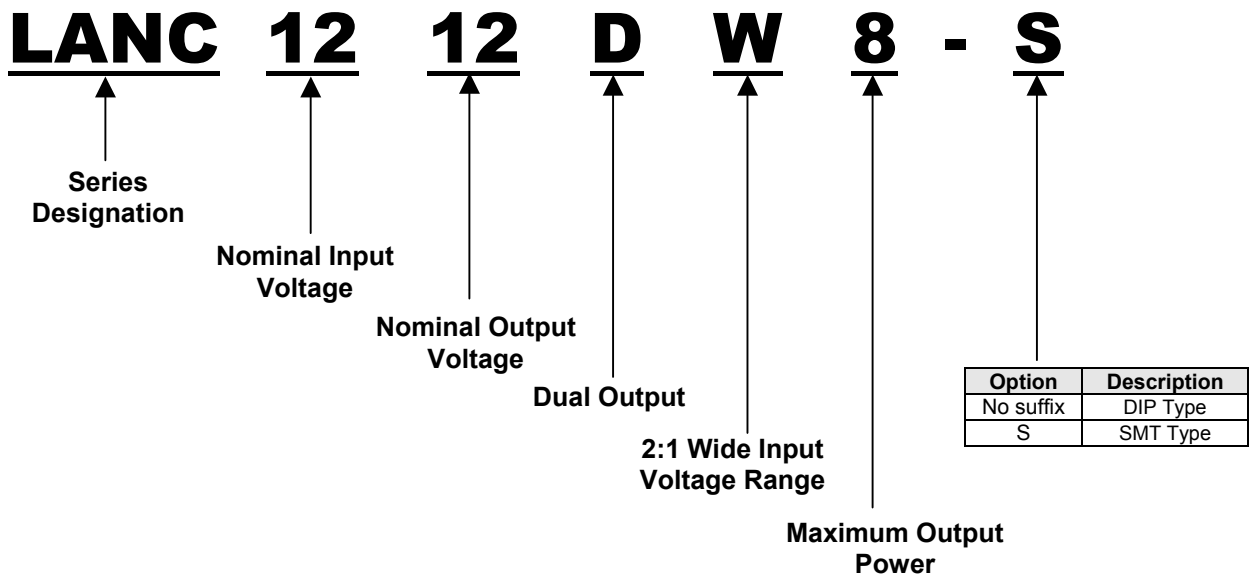 LANC 12 12 D W 8 - S
Series
Designation
Nominal Input
Voltage
Nominal Output
Voltage
Dual Output
2:1 Wide Input
Voltage Range
Maximum Output
Power
Option Description
No suffix DIP Type
S SMT Type